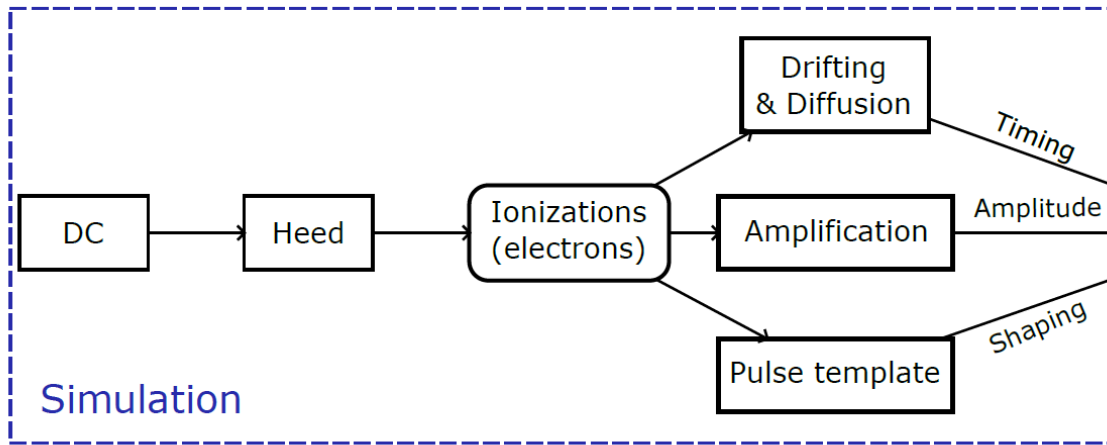 DC
Heed
Ionizations
(electrons)
Drifting
& Diffusion
Timing
Amplification
Amplitude
Pulse template
Shaping
Simulation